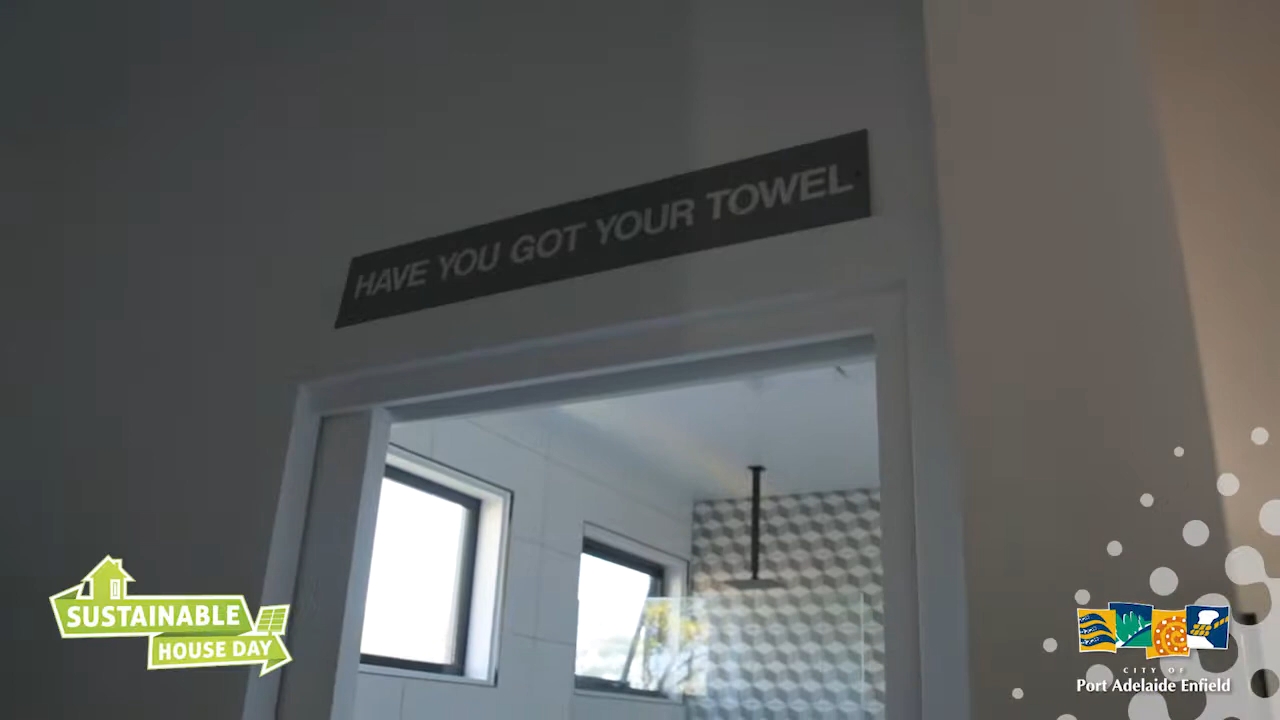 HAVE YOU GOT YOUR TOWEL
SUSTAINABLE
HOUSE DAY
CITY OF
Port Adelaide Enfield